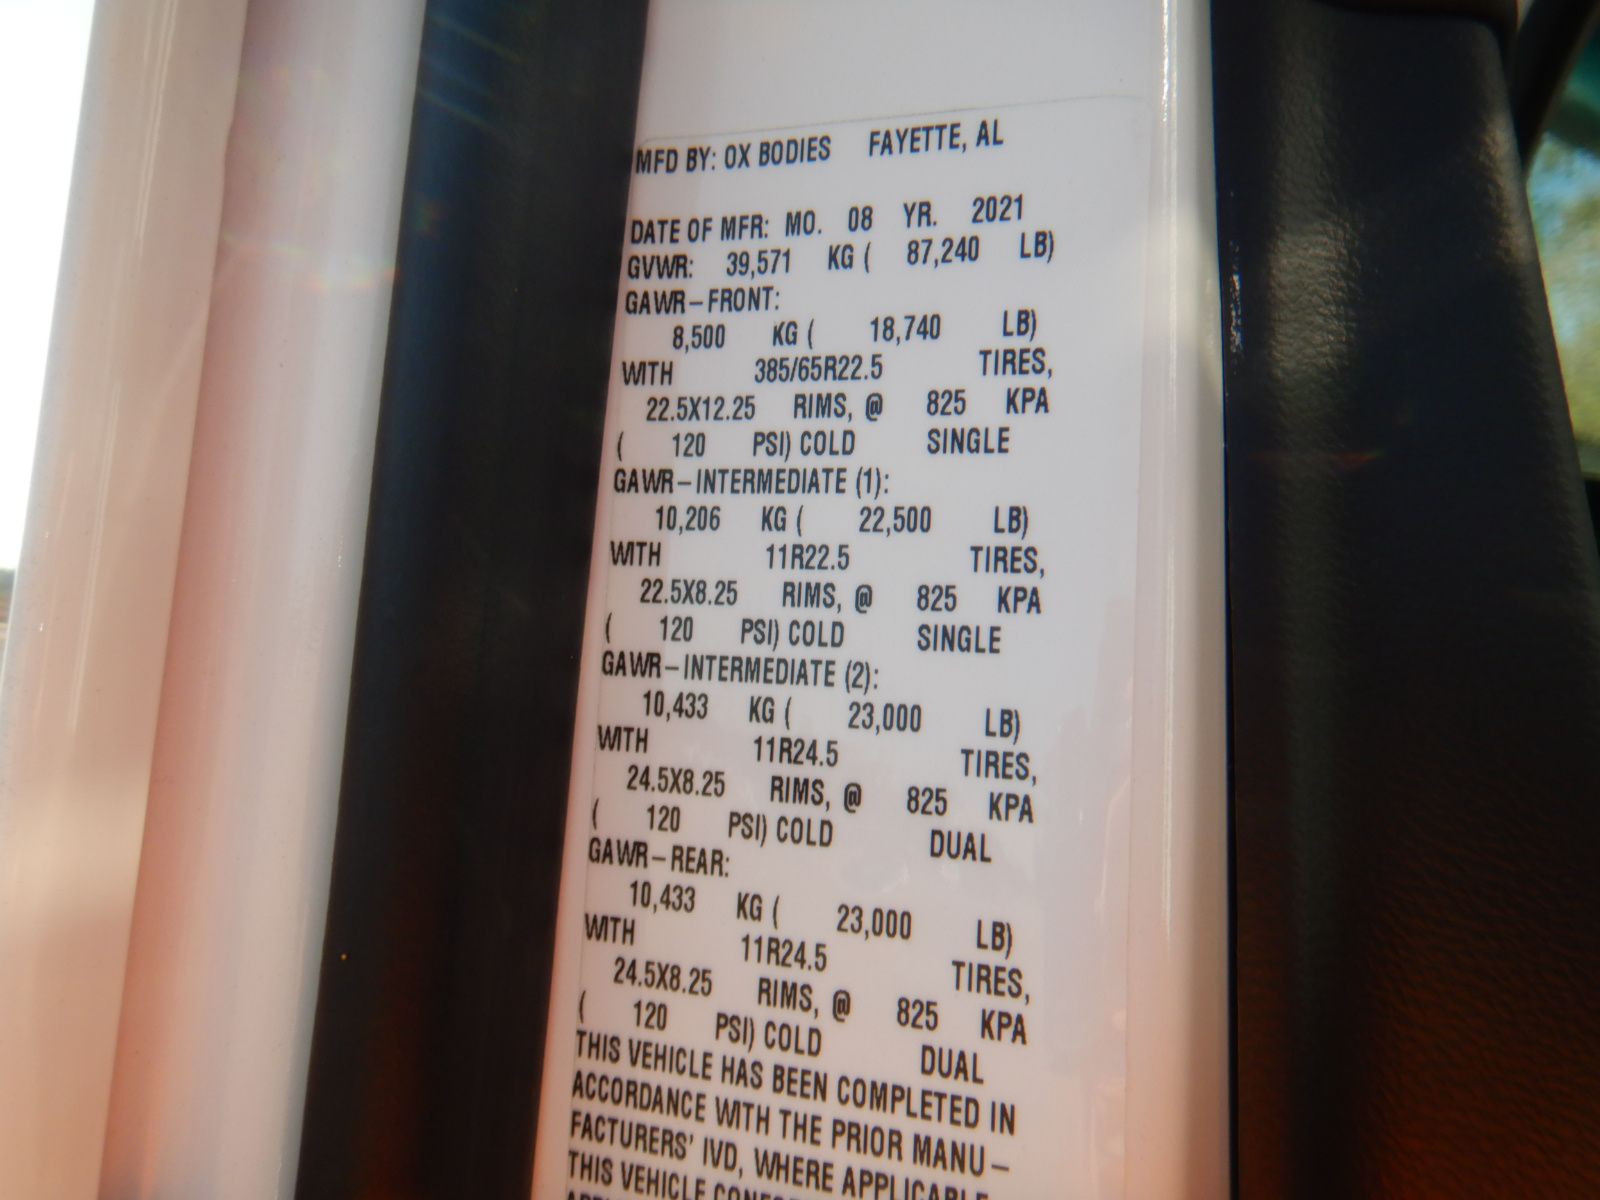 MFD BY: OX BODIES FAYETTE, AL
DATE OF MFR: MO. 08 YR. 2021
GVWR: 39,571 KG ( 87,240 LB)
GAWR-FRONT:
8,500 KG ( 18,740 LB)
WITH 385/65R22.5 TIRES,
22.5X12.25 RIMS, @ 825 KPA
( 120 PSI) COLD SINGLE
GAWR-INTERMEDIATE (1):
10,206 KG ( 22,500 LB)
WITH 11R22.5 TIRES,
22.5X8.25 RIMS, @ 825 KPA
( 120 PSI) COLD SINGLE
GAWR-INTERMEDIATE (2):
10,433 KG ( 23,000 LB)
WITH 11R24.5 TIRES,
24.5X8.25 RIMS, @ 825 KPA
( 120 PSI) COLD DUAL
GAWR-REAR:
10,433 KG ( 23,000 LB)
WITH 11R24.5 TIRES,
24.5X8.25 RIMS, @ 825 KPA
( 120 PSI) COLD DUAL
THIS VEHICLE HAS BEEN COMPLETED IN
ACCORDANCE WITH THE PRIOR MANU-
FACTURERS' IVD, WHERE APPLICABLE
THIS VEHICLE